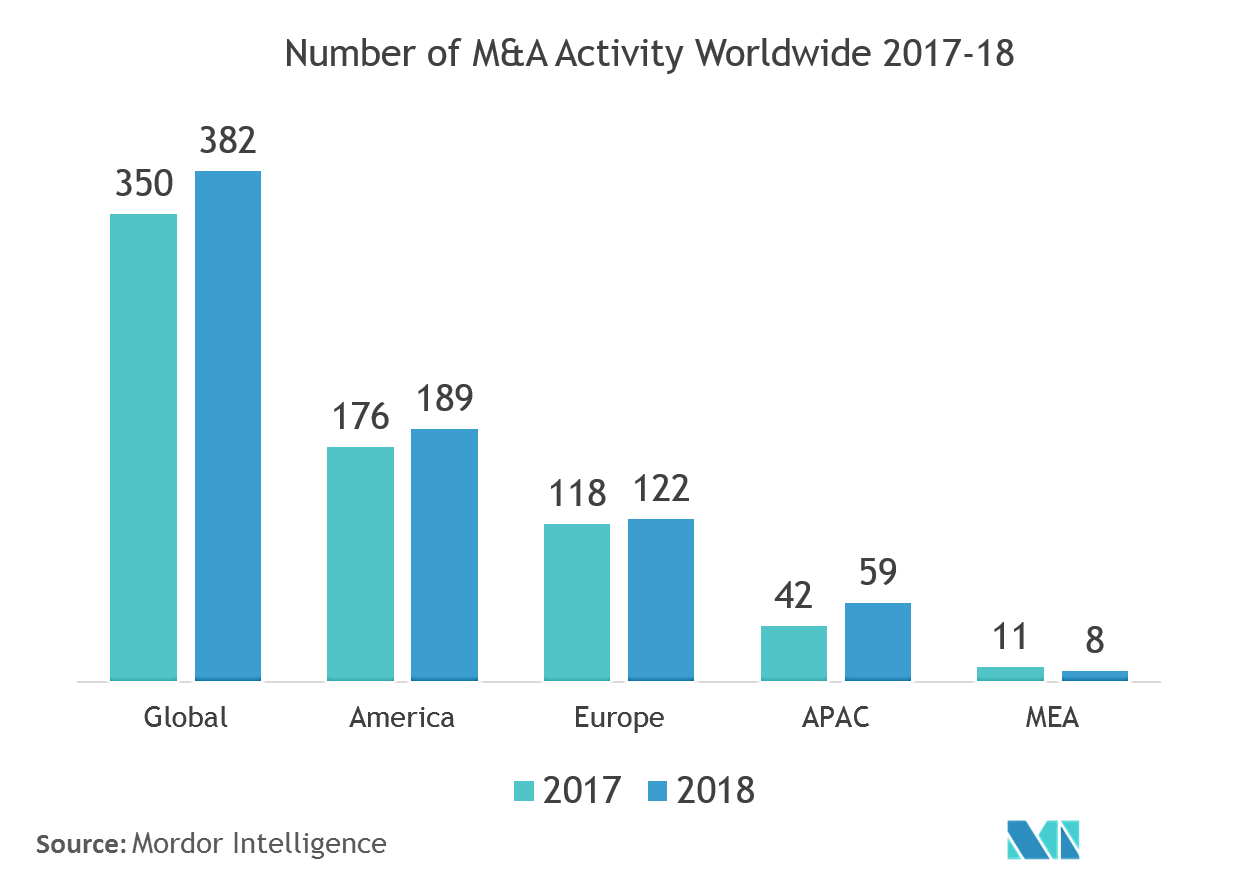 Number of M&A Activity Worldwide 2017-18
350
382
176
189
118
122
42
59
11
8
Global
America
Europe
APAC
MEA
2017
2018
Source: Mordor Intelligence